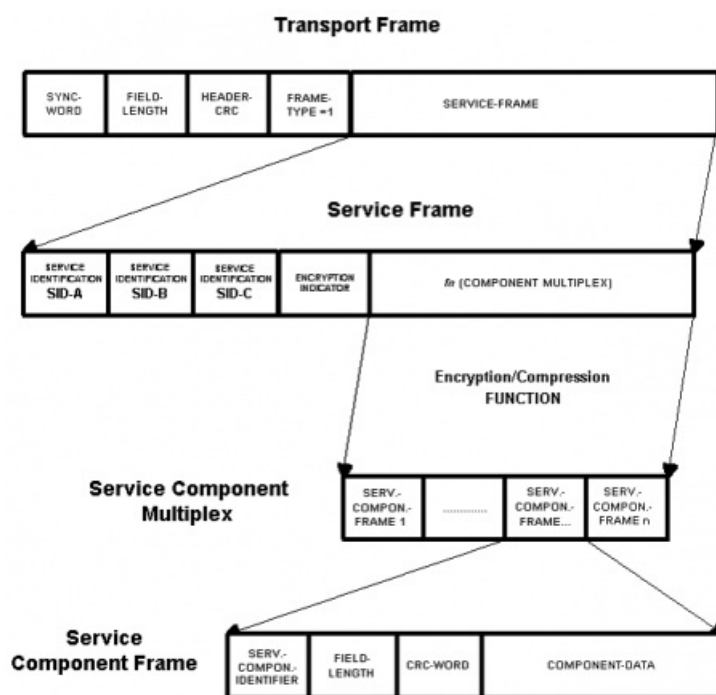 Transport Frame
SYNC-
WORD
FIELD-
LENGTH
HEADER-
CRC
FRAME-
TYPE =1
SERVICE-FRAME
Service Frame
SERVICE
IDENTIFICATION
SID-A
SERVICE
IDENTIFICATION
SID-B
SERVICE
IDENTIFICATION
SID-C
ENCRYPTION
INDICATOR
fn (COMPONENT MULTIPLEX)
Encryption/Compression
FUNCTION
Service Component
Multiplex
SERV.-
COMPON.-
FRAME 1
..............
SERV.-
COMPON.-
FRAME...
SERV.-
COMPON.-
FRAME n
Service
Component Frame
SERV.-
COMPON.-
IDENTIFIER
FIELD-
LENGTH
CRC-WORD
COMPONENT-DATA